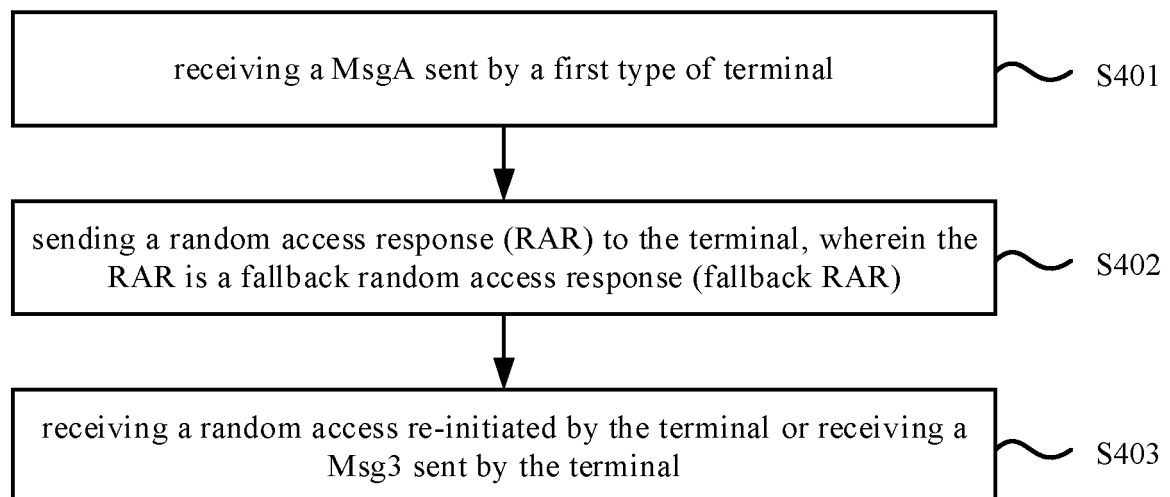 receiving a MsgA sent by a first type of terminal
S401
sending a random access response (RAR) to the terminal, wherein the
RAR is a fallback random access response (fallback RAR)
S402
receiving a random access re-initiated by the terminal or receiving a
Msg3 sent by the terminal
S403